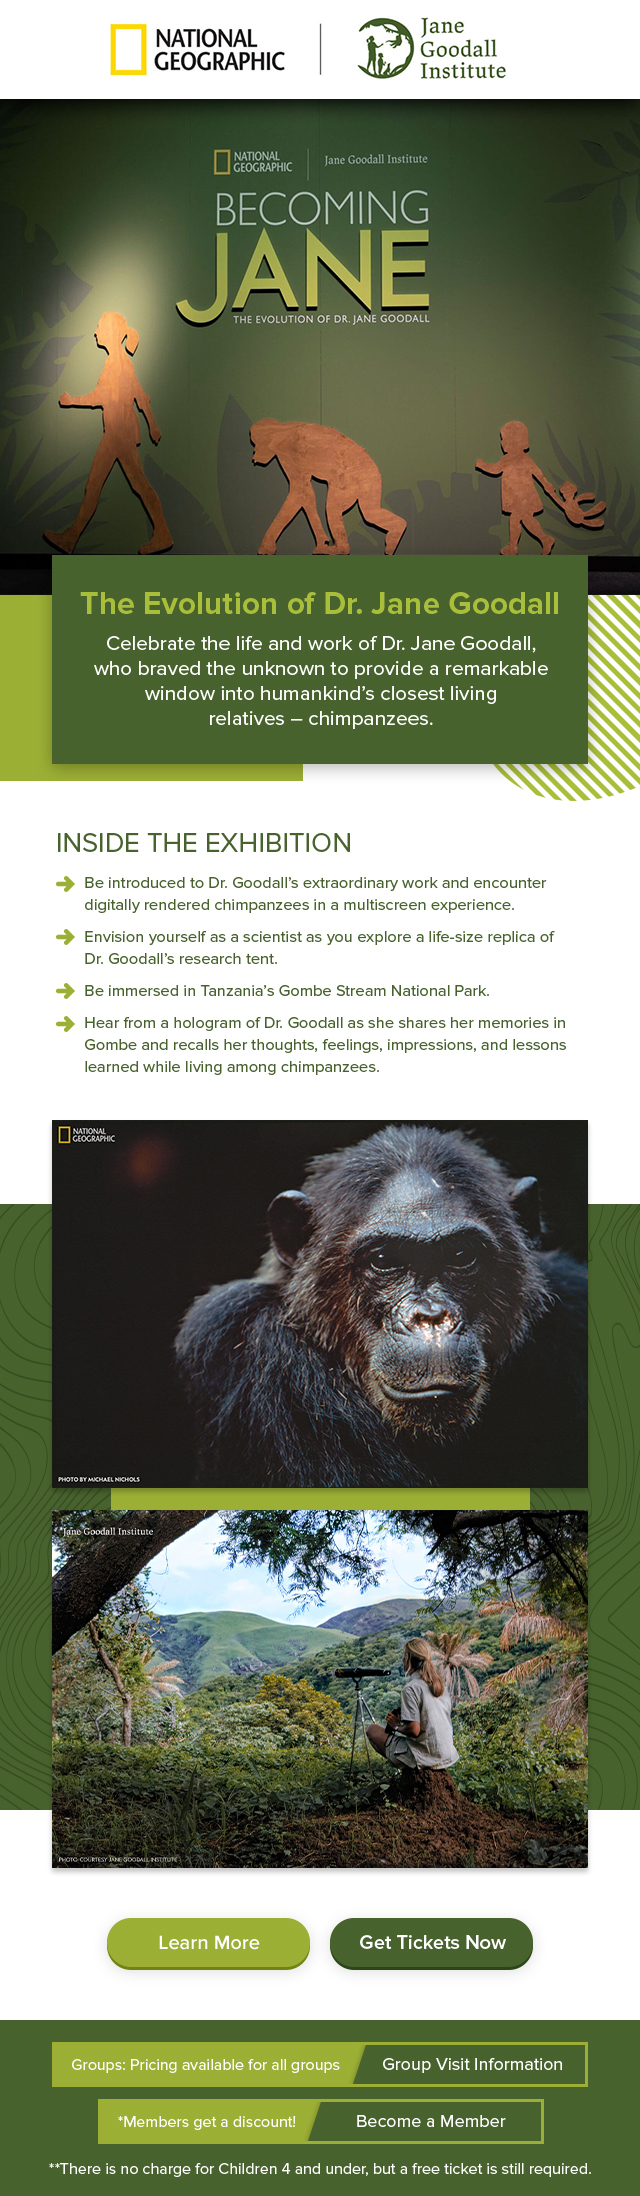 NATIONAL
GEOGRAPHIC
Jane
Goodall
Institute
NATIONAL
GEOGRAPHIC
Jane Goodall Institute
BECOMING
JANE
THE EVOLUTION OF DR. JANE GOODALL
The Evolution of Dr. Jane Goodall
Celebrate the life and work of Dr. Jane Goodall,
who braved the unknown to provide a remarkable
window into humankind's closest living
relatives – chimpanzees.
INSIDE THE EXHIBITION
Be introduced to Dr. Goodall's extraordinary work and encounter
digitally rendered chimpanzees in a multiscreen experience.
Envision yourself as a scientist as you explore a life-size replica of
Dr. Goodall's research tent.
Be immersed in Tanzania's Gombe Stream National Park.
Hear from a hologram of Dr. Goodall as she shares her memories in
Gombe and recalls her thoughts, feelings, impressions, and lessons
learned while living among chimpanzees.
NATIONAL
GEOGRAPHIC
PHOTO BY MICHAEL NICHOLS
Jane Goodall Institute
PHOTO COURTESY JANE GOODALL INSTITUTE
Learn More
Get Tickets Now
Groups: Pricing available for all groups
Group Visit Information
*Members get a discount!
Become a Member
**There is no charge for Children 4 and under, but a free ticket is still required.